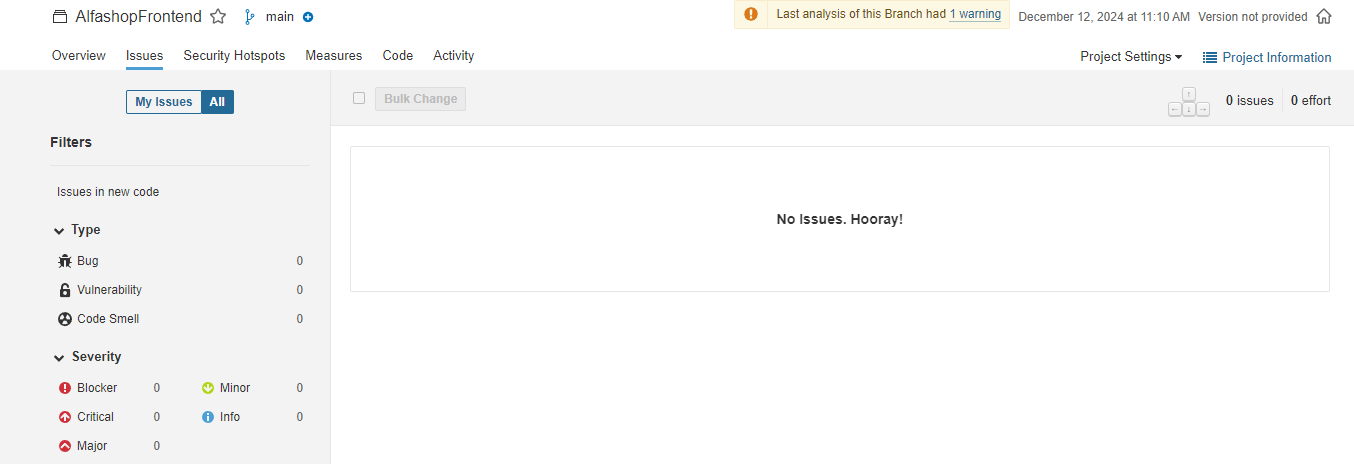 AlfashopFrontend main
Last analysis of this Branch had 1 warning
December 12, 2024 at 11:10 AM Version not provided
Overview Issues Security Hotspots Measures Code Activity
Project Settings Project Information
My Issues All
Bulk Change
0 issues 0 effort
Filters
Issues in new code
Type
Bug 0
Vulnerability 0
Code Smell 0
Severity
Blocker 0 Minor 0
Critical 0 Info 0
Major 0
No Issues. Hooray!